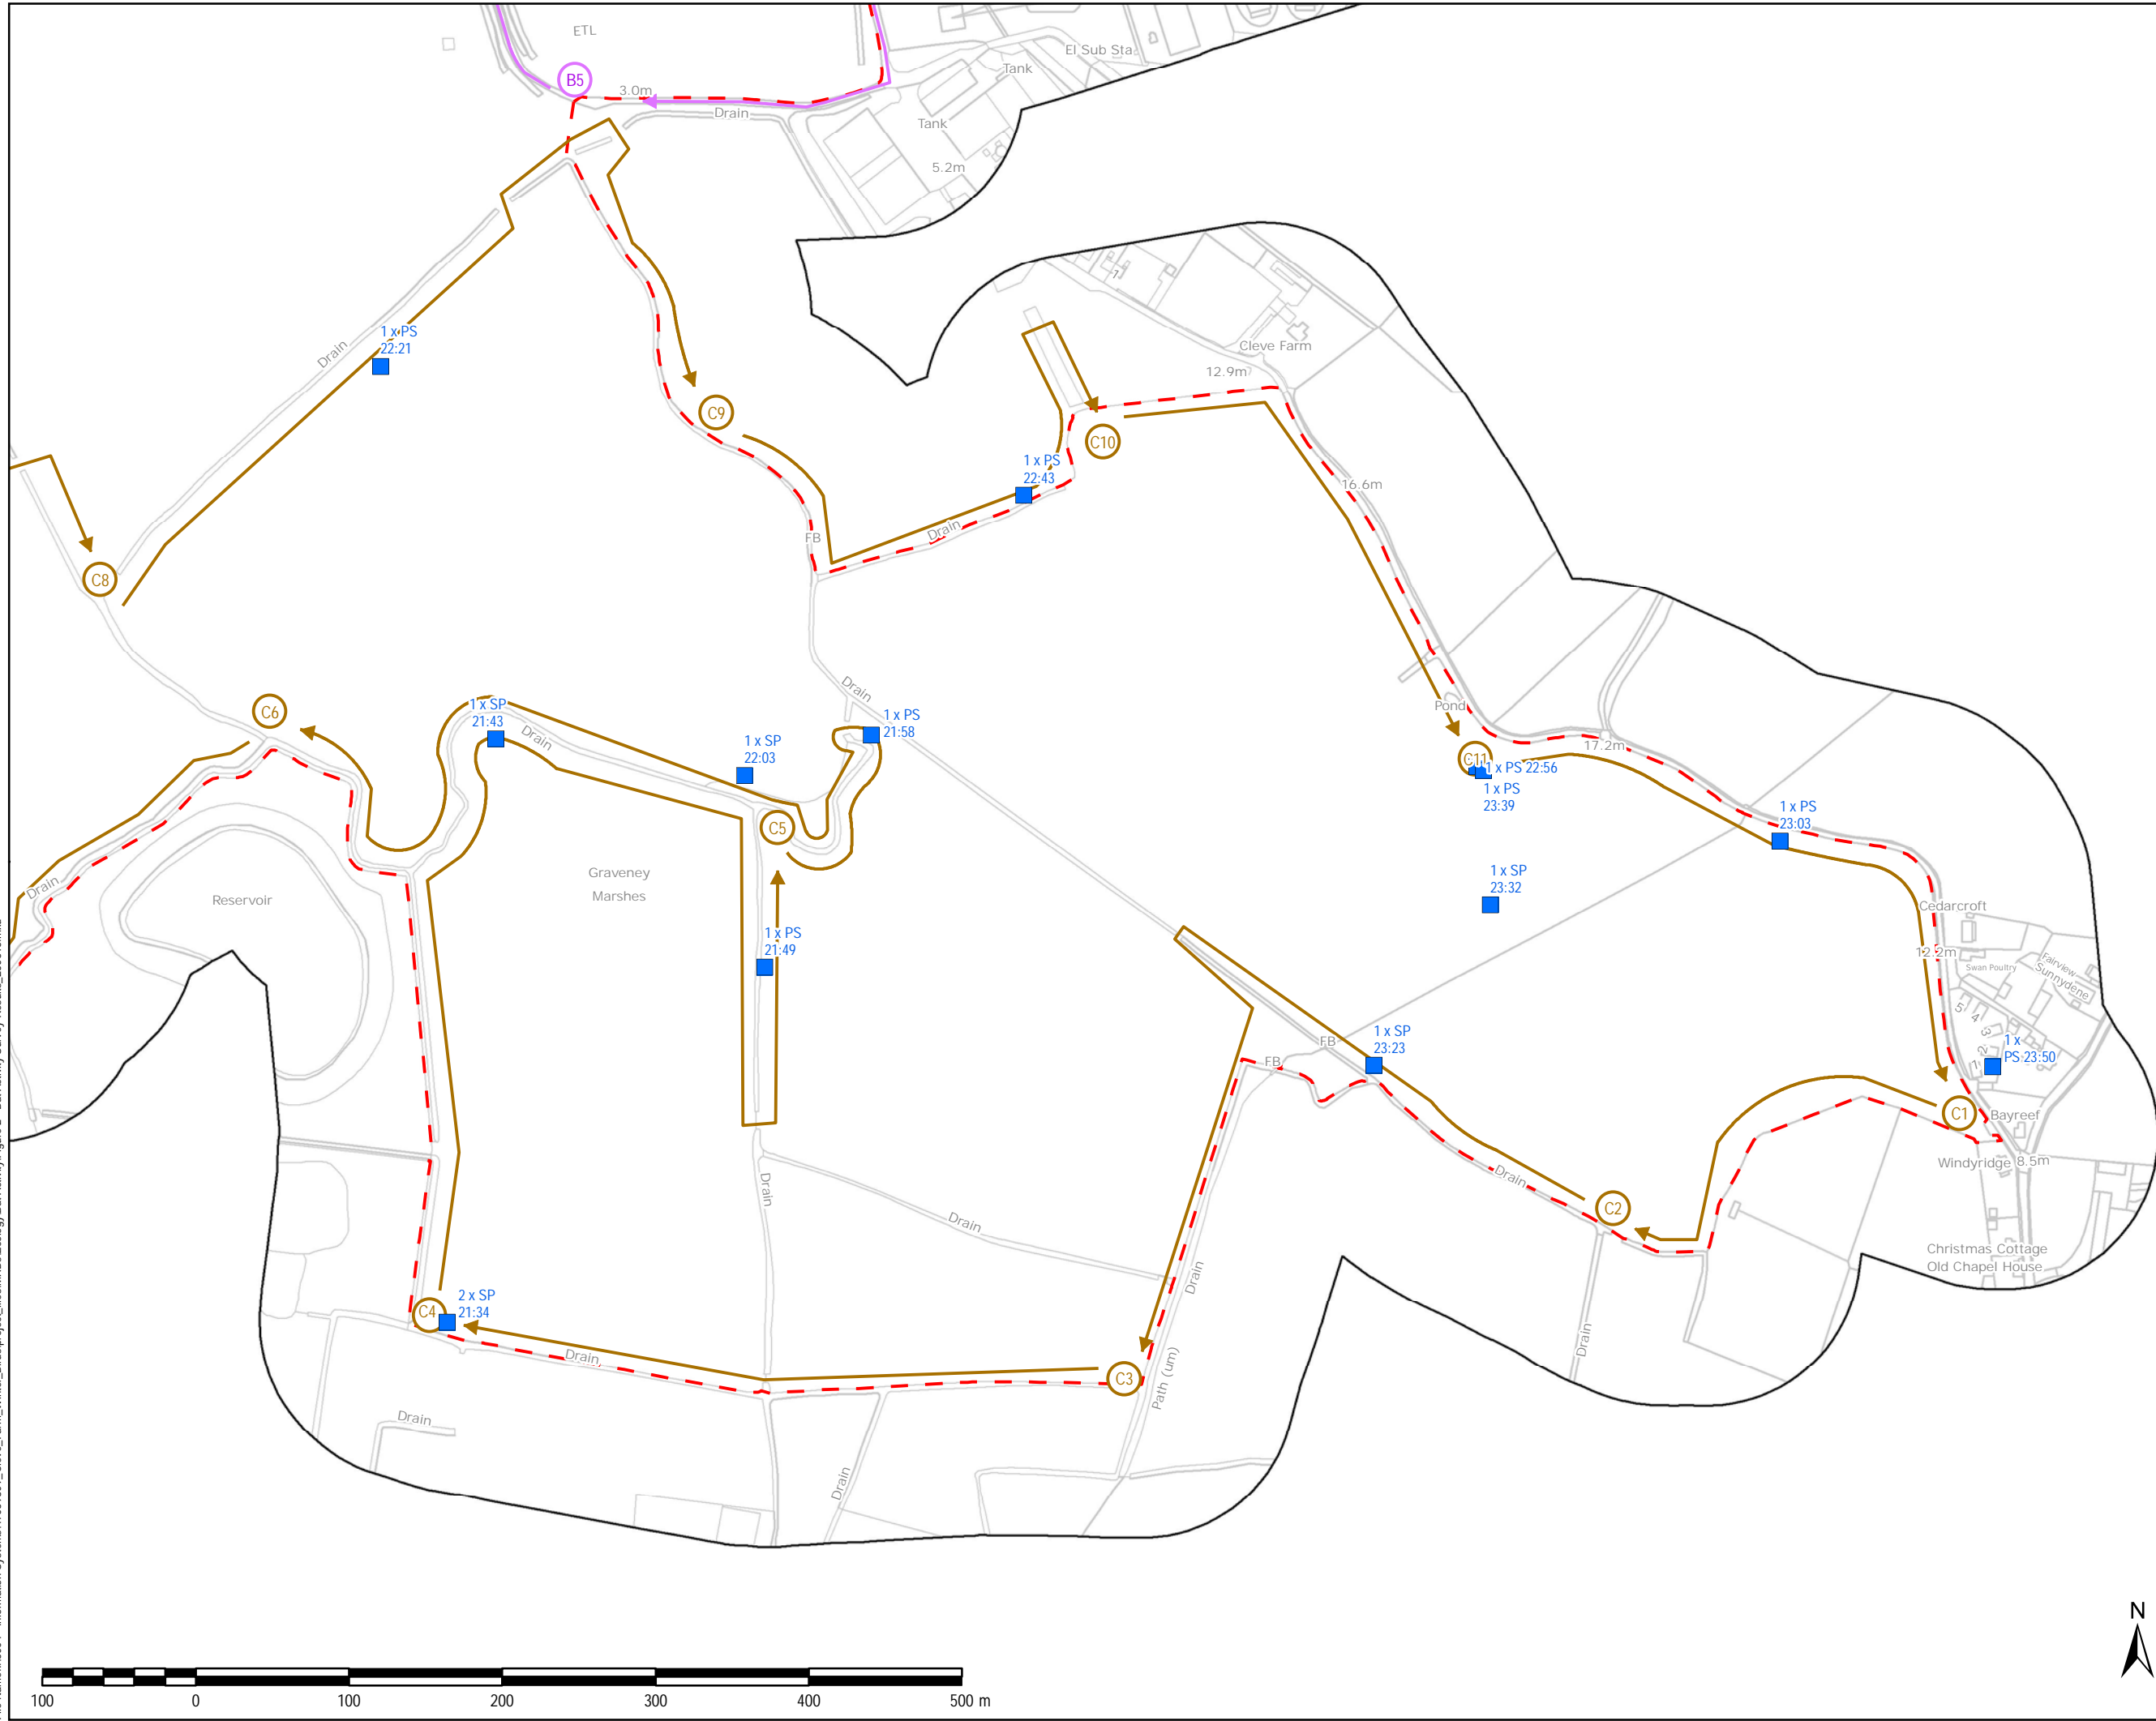 ETL
El Sub Sta
Tank
B5
3.0m
Drain
Tank
5.2m
1
1 x PS
22:21
Drain
Cleve Farm
12.9m
C9
C10
1 x PS
22:43
16.6m
Drain
FB
C8
Drain
C6
1 x SP
21:43
Drain
1 x PS
21:58
1 x SP
22:03
Pond
17.2m
C11
1 x PS 22:56
1 x PS
23:39
1 x PS
23:03
C5
Graveney
Marshes
Drain
Reservoir
1 x SP
23:32
Cedarcroft
1 x PS
21:49
12.2m
Swan Poultry
Fairview
Sunnydene
5
4
3
2
1
1 x SP
23:23
FB
FB
1 x
PS 23:50
C1
Bayreef
Windyridge
8.5m
Drain
Drain
C2
Drain
Christmas Cottage
Old Chapel House
Drain
C4
2 x SP
21:34
Drain
Drain
C3
Path (um)
Drain
Drain
N
100 0 100 200 300 400 500 m